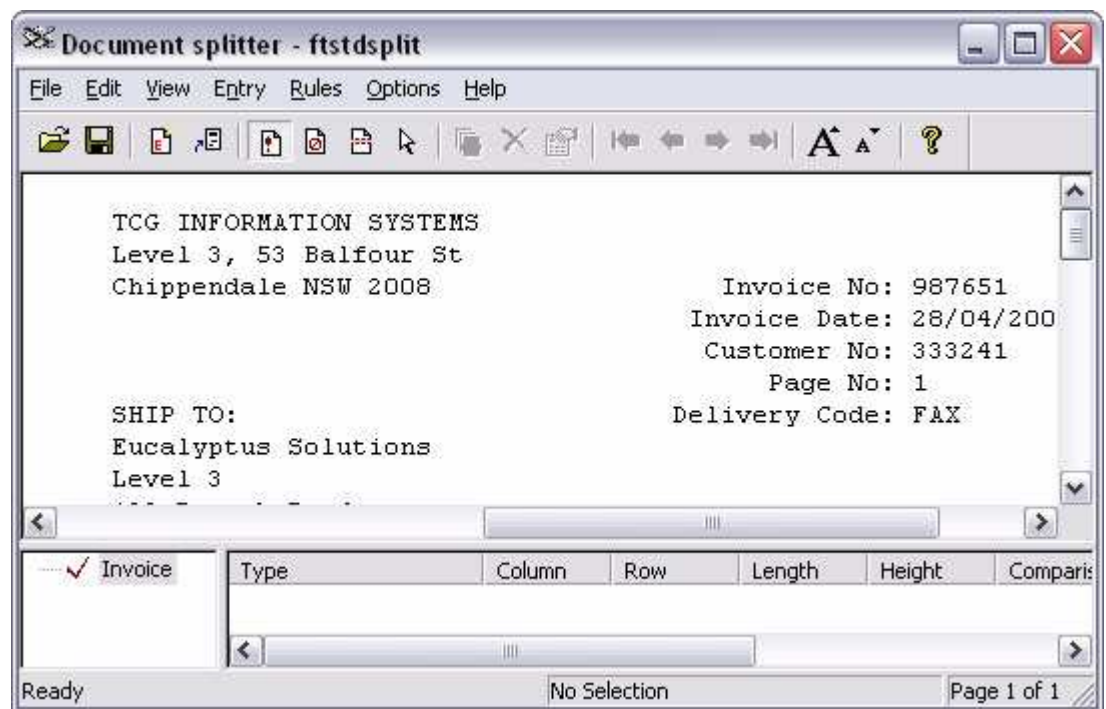 Document splitter - ftstdsplit
File Edit View Entry Rules Options Help
A A ?
TCG INFORMATION SYSTEMS
Level 3, 53 Balfour St
Chippendale NSW 2008 Invoice No: 987651
Invoice Date: 28/04/200
Customer No: 333241
Page No: 1
SHIP TO: Delivery Code: FAX
Eucalyptus Solutions
Level 3
Invoice Type Column Row Length Height Comparis
Ready No Selection Page 1 of 1